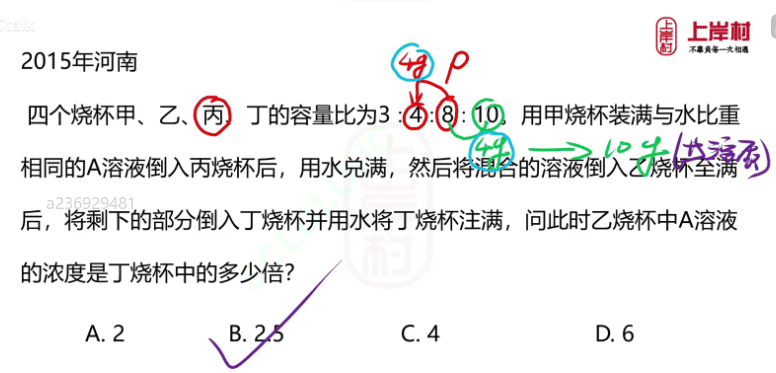 上岸村
不辜负每一次相遇
2015年河南
4g ρ
四个烧杯甲、乙、丙、丁的容量比为3:4:8:10。用甲烧杯装满与水比重
4g → 10份(共溶质)
相同的A溶液倒入丙烧杯后，用水兑满，然后将混合的溶液倒入乙烧杯至满
a236929481
后，将剩下的部分倒入丁烧杯并用水将丁烧杯注满，问此时乙烧杯中A溶液
的浓度是丁烧杯中的多少倍？
A. 2 B. 2.5 C. 4 D. 6